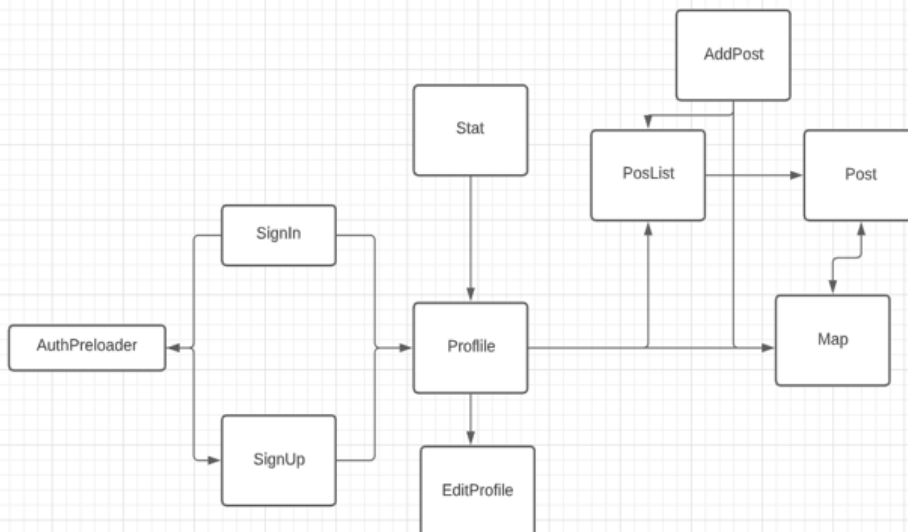 AddPost
Stat
PosList
Post
SignIn
AuthPreloader
Proflile
Map
SignUp
EditProfile